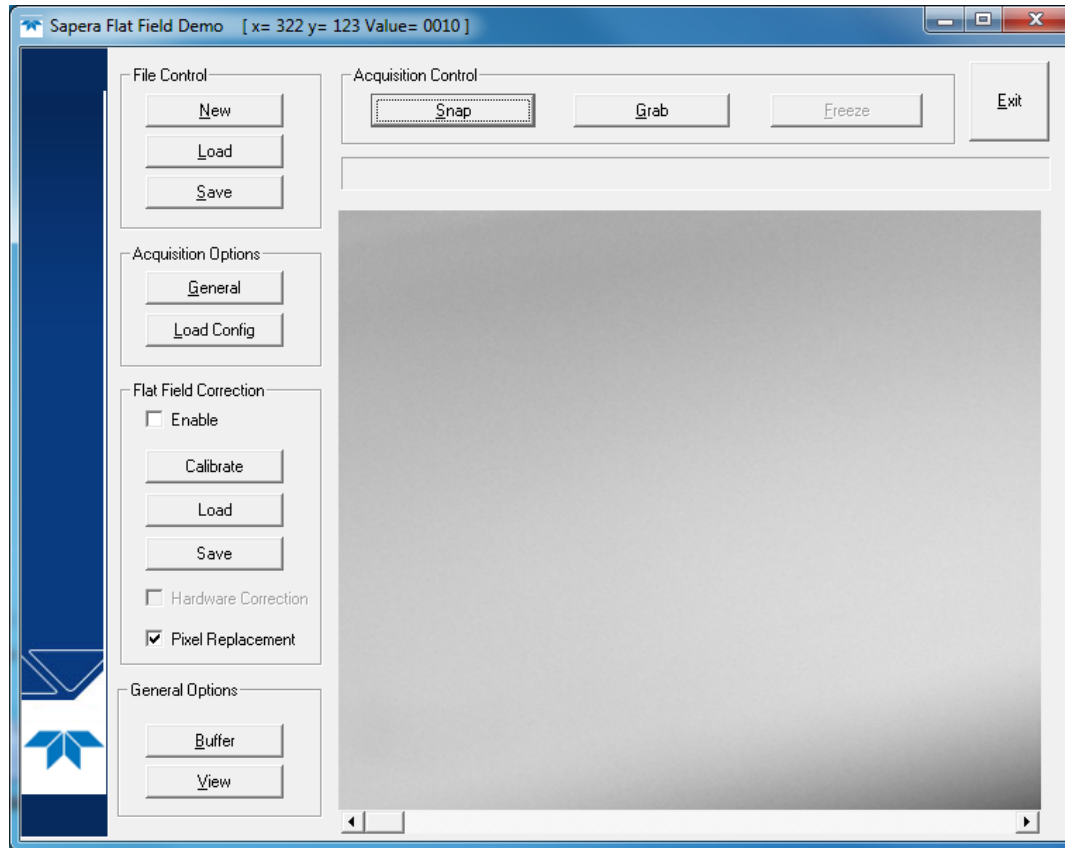 Sapera Flat Field Demo [ x= 322 y= 123 Value= 0010 ]
File Control
New
Load
Save
Acquisition Control
Snap
Grab
Freeze
Exit
Acquisition Options
General
Load Config
Flat Field Correction
Enable
Calibrate
Load
Save
Hardware Correction
Pixel Replacement
General Options
Buffer
View